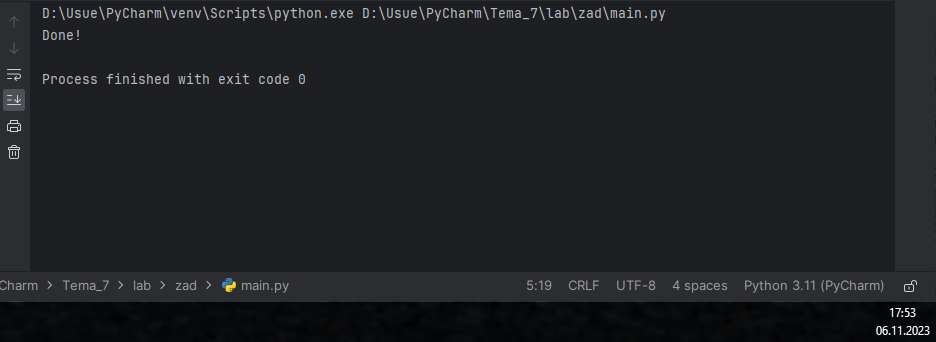 D:\Usue\PyCharm\venv\Scripts\python.exe D:\Usue\PyCharm\Tema_7\lab\zad\main.py
Done!
Process finished with exit code 0
Charm > Tema_7 > lab > zad > main.py 5:19 CRLF UTF-8 4 spaces Python 3.11 (PyCharm)
17:53
06.11.2023